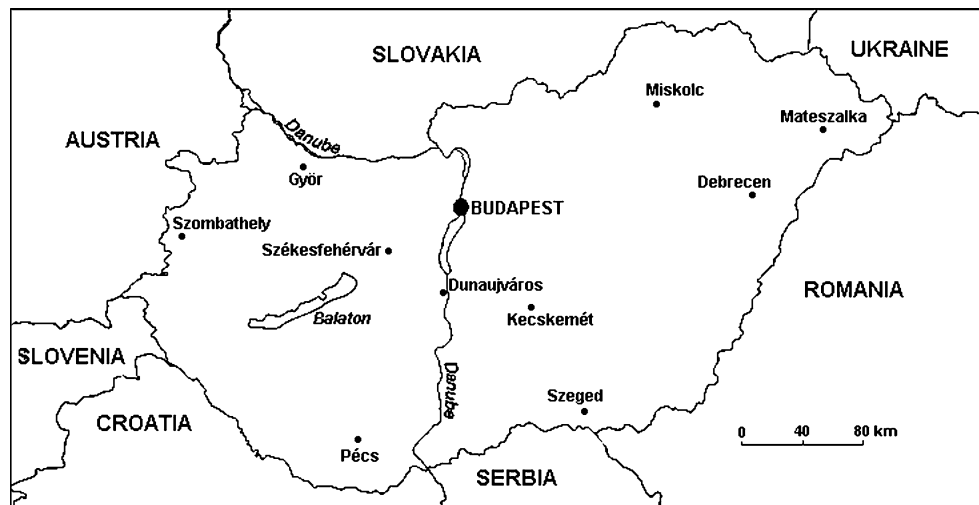 SLOVAKIA
UKRAINE
Miskolc
Mateszalka
AUSTRIA
Danube
Györ
Debrecen
BUDAPEST
Szombathely
Székesfehérvár
Dunaujváros
ROMANIA
Balaton
Kecskemét
SLOVENIA
Danube
Szeged
CROATIA
0 40 80 km
Pécs
SERBIA